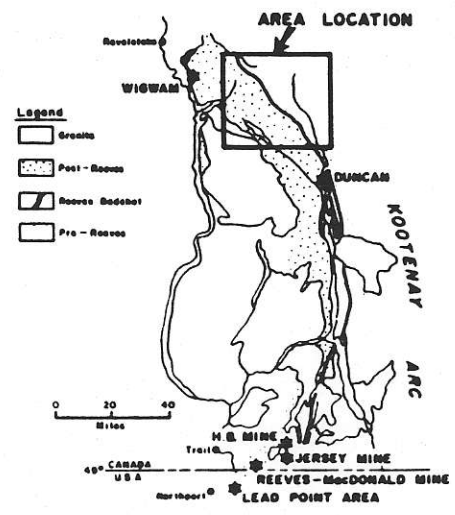 AREA LOCATION
Revelstoke
WIGWAM
Legend
Granite
Post-Reeves
Reeves Badshot
Pre-Reeves
DUNCAN
KOOTENAY
ARC
0 20 40
Miles
H.B. MINE
Trail
JERSEY MINE
49° CANADA
USA
REEVES-MacDONALD MINE
Northport
LEAD POINT AREA